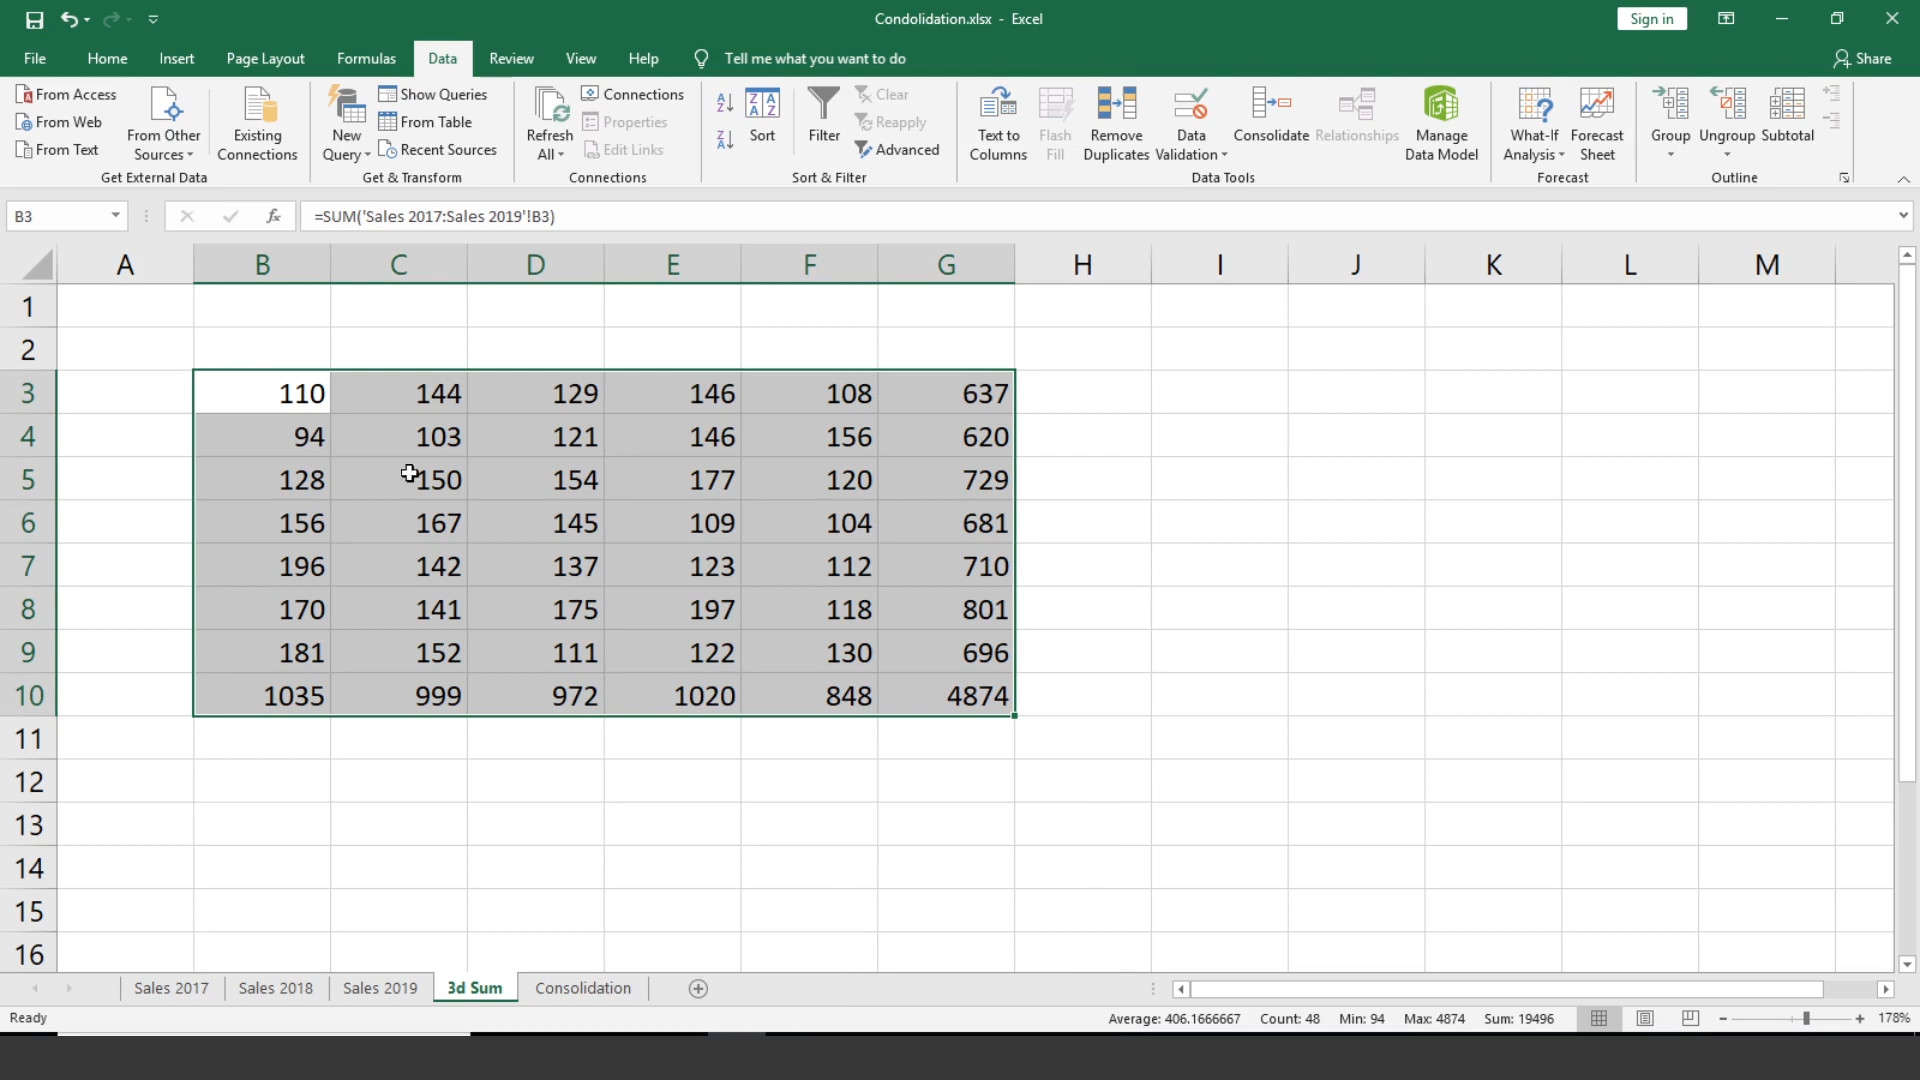 Condolidation.xlsx - Excel
Sign in
File Home Insert Page Layout Formulas Data Review View Help Tell me what you want to do Share
From Access
From Web
From Text
From Other Sources
Existing Connections
Get External Data
New Query
Show Queries
From Table
Recent Sources
Get & Transform
Refresh All
Connections
Properties
Edit Links
Connections
Sort
Filter
Clear
Reapply
Advanced
Sort & Filter
Text to Columns
Flash Fill
Remove Duplicates
Data Validation
Consolidate
Relationships
Manage Data Model
Data Tools
What-If Analysis
Forecast Sheet
Forecast
Group
Ungroup
Subtotal
Outline
B3 fx =SUM('Sales 2017:Sales 2019'!B3)
A B C D E F G H I J K L M
1
2
3 110 144 129 146 108 637
4 94 103 121 146 156 620
5 128 150 154 177 120 729
6 156 167 145 109 104 681
7 196 142 137 123 112 710
8 170 141 175 197 118 801
9 181 152 111 122 130 696
10 1035 999 972 1020 848 4874
11
12
13
14
15
16
Sales 2017 Sales 2018 Sales 2019 3d Sum Consolidation
Ready Average: 406.1666667 Count: 48 Min: 94 Max: 4874 Sum: 19496 178%